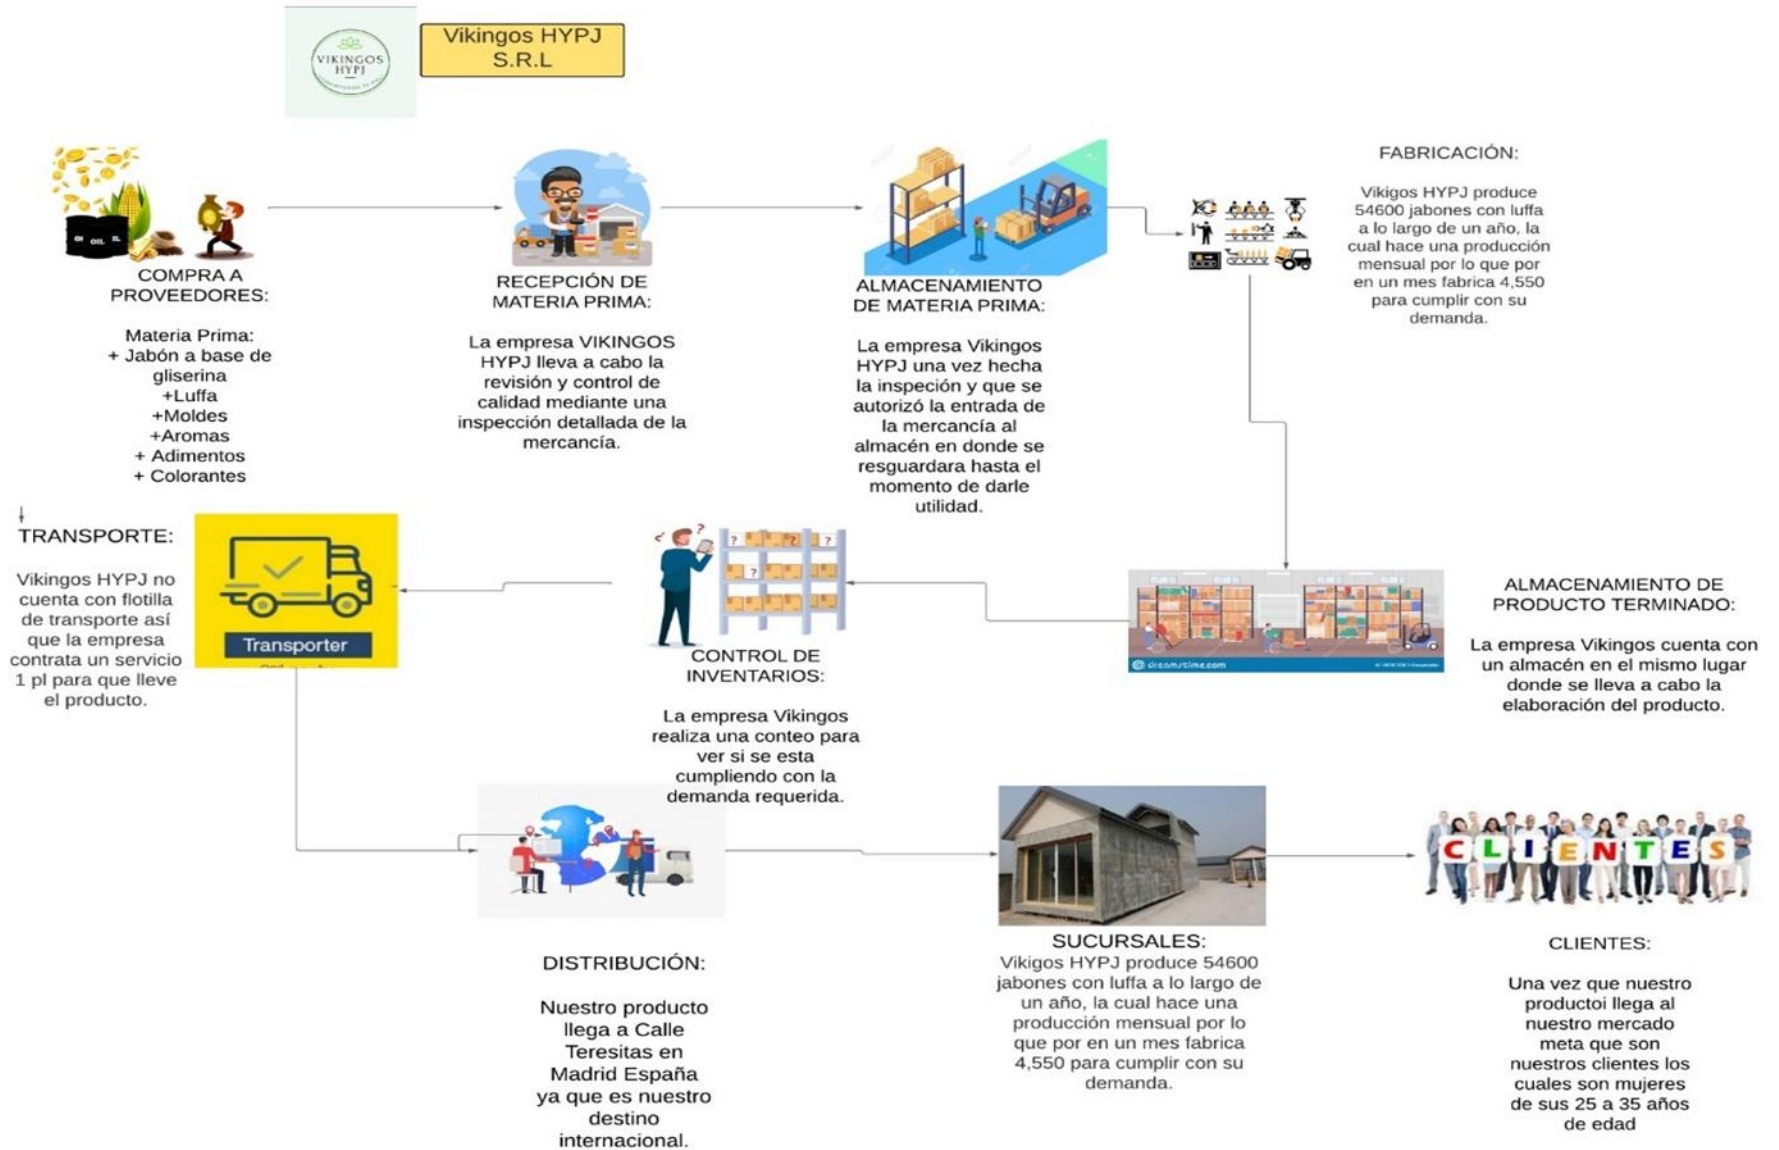 VIKINGOS
HYPJ
Vikingos HYPJ
S.R.L
OIL
COMPRA A
PROVEEDORES:
Materia Prima:
+ Jabón a base de
gliserina
+Luffa
+Moldes
+Aromas
+ Adimentos
+ Colorantes
RECEPCIÓN DE
MATERIA PRIMA:
La empresa VIKINGOS
HYPJ lleva a cabo la
revisión y control de
calidad mediante una
inspección detallada de la
mercancía.
ALMACENAMIENTO
DE MATERIA PRIMA:
La empresa Vikingos
HYPJ una vez hecha
la inspeción y que se
autorizó la entrada de
la mercancía al
almacén en donde se
resguardara hasta el
momento de darle
utilidad.
FABRICACIÓN:
Vikigos HYPJ produce
54600 jabones con luffa
a lo largo de un año, la
cual hace una producción
mensual por lo que por
en un mes fabrica 4,550
para cumplir con su
demanda.
TRANSPORTE:
Vikingos HYPJ no
cuenta con flotilla
de transporte así
que la empresa
contrata un servicio
1 pl para que lleve
el producto.
Transporter
CONTROL DE
INVENTARIOS:
La empresa Vikingos
realiza una conteo para
ver si se esta
cumpliendo con la
demanda requerida.
dreamstime.com
ALMACENAMIENTO DE
PRODUCTO TERMINADO:
La empresa Vikingos cuenta con
un almacén en el mismo lugar
donde se lleva a cabo la
elaboración del producto.
DISTRIBUCIÓN:
Nuestro producto
llega a Calle
Teresitas en
Madrid España
ya que es nuestro
destino
internacional.
SUCURSALES:
Vikigos HYPJ produce 54600
jabones con luffa a lo largo de
un año, la cual hace una
producción mensual por lo
que por en un mes fabrica
4,550 para cumplir con su
demanda.
CLIENTES
CLIENTES:
Una vez que nuestro
productoi llega al
nuestro mercado
meta que son
nuestros clientes los
cuales son mujeres
de sus 25 a 35 años
de edad